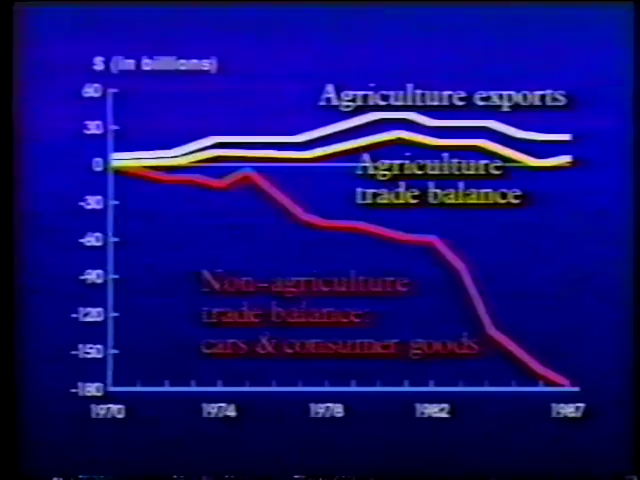 $ (in billions)
60
Agriculture exports
30
0
Agriculture
trade balance
-30
-60
-90
Non-agriculture
trade balance:
cars & consumer goods
-120
-150
-180
1970 1974 1978 1982 1987